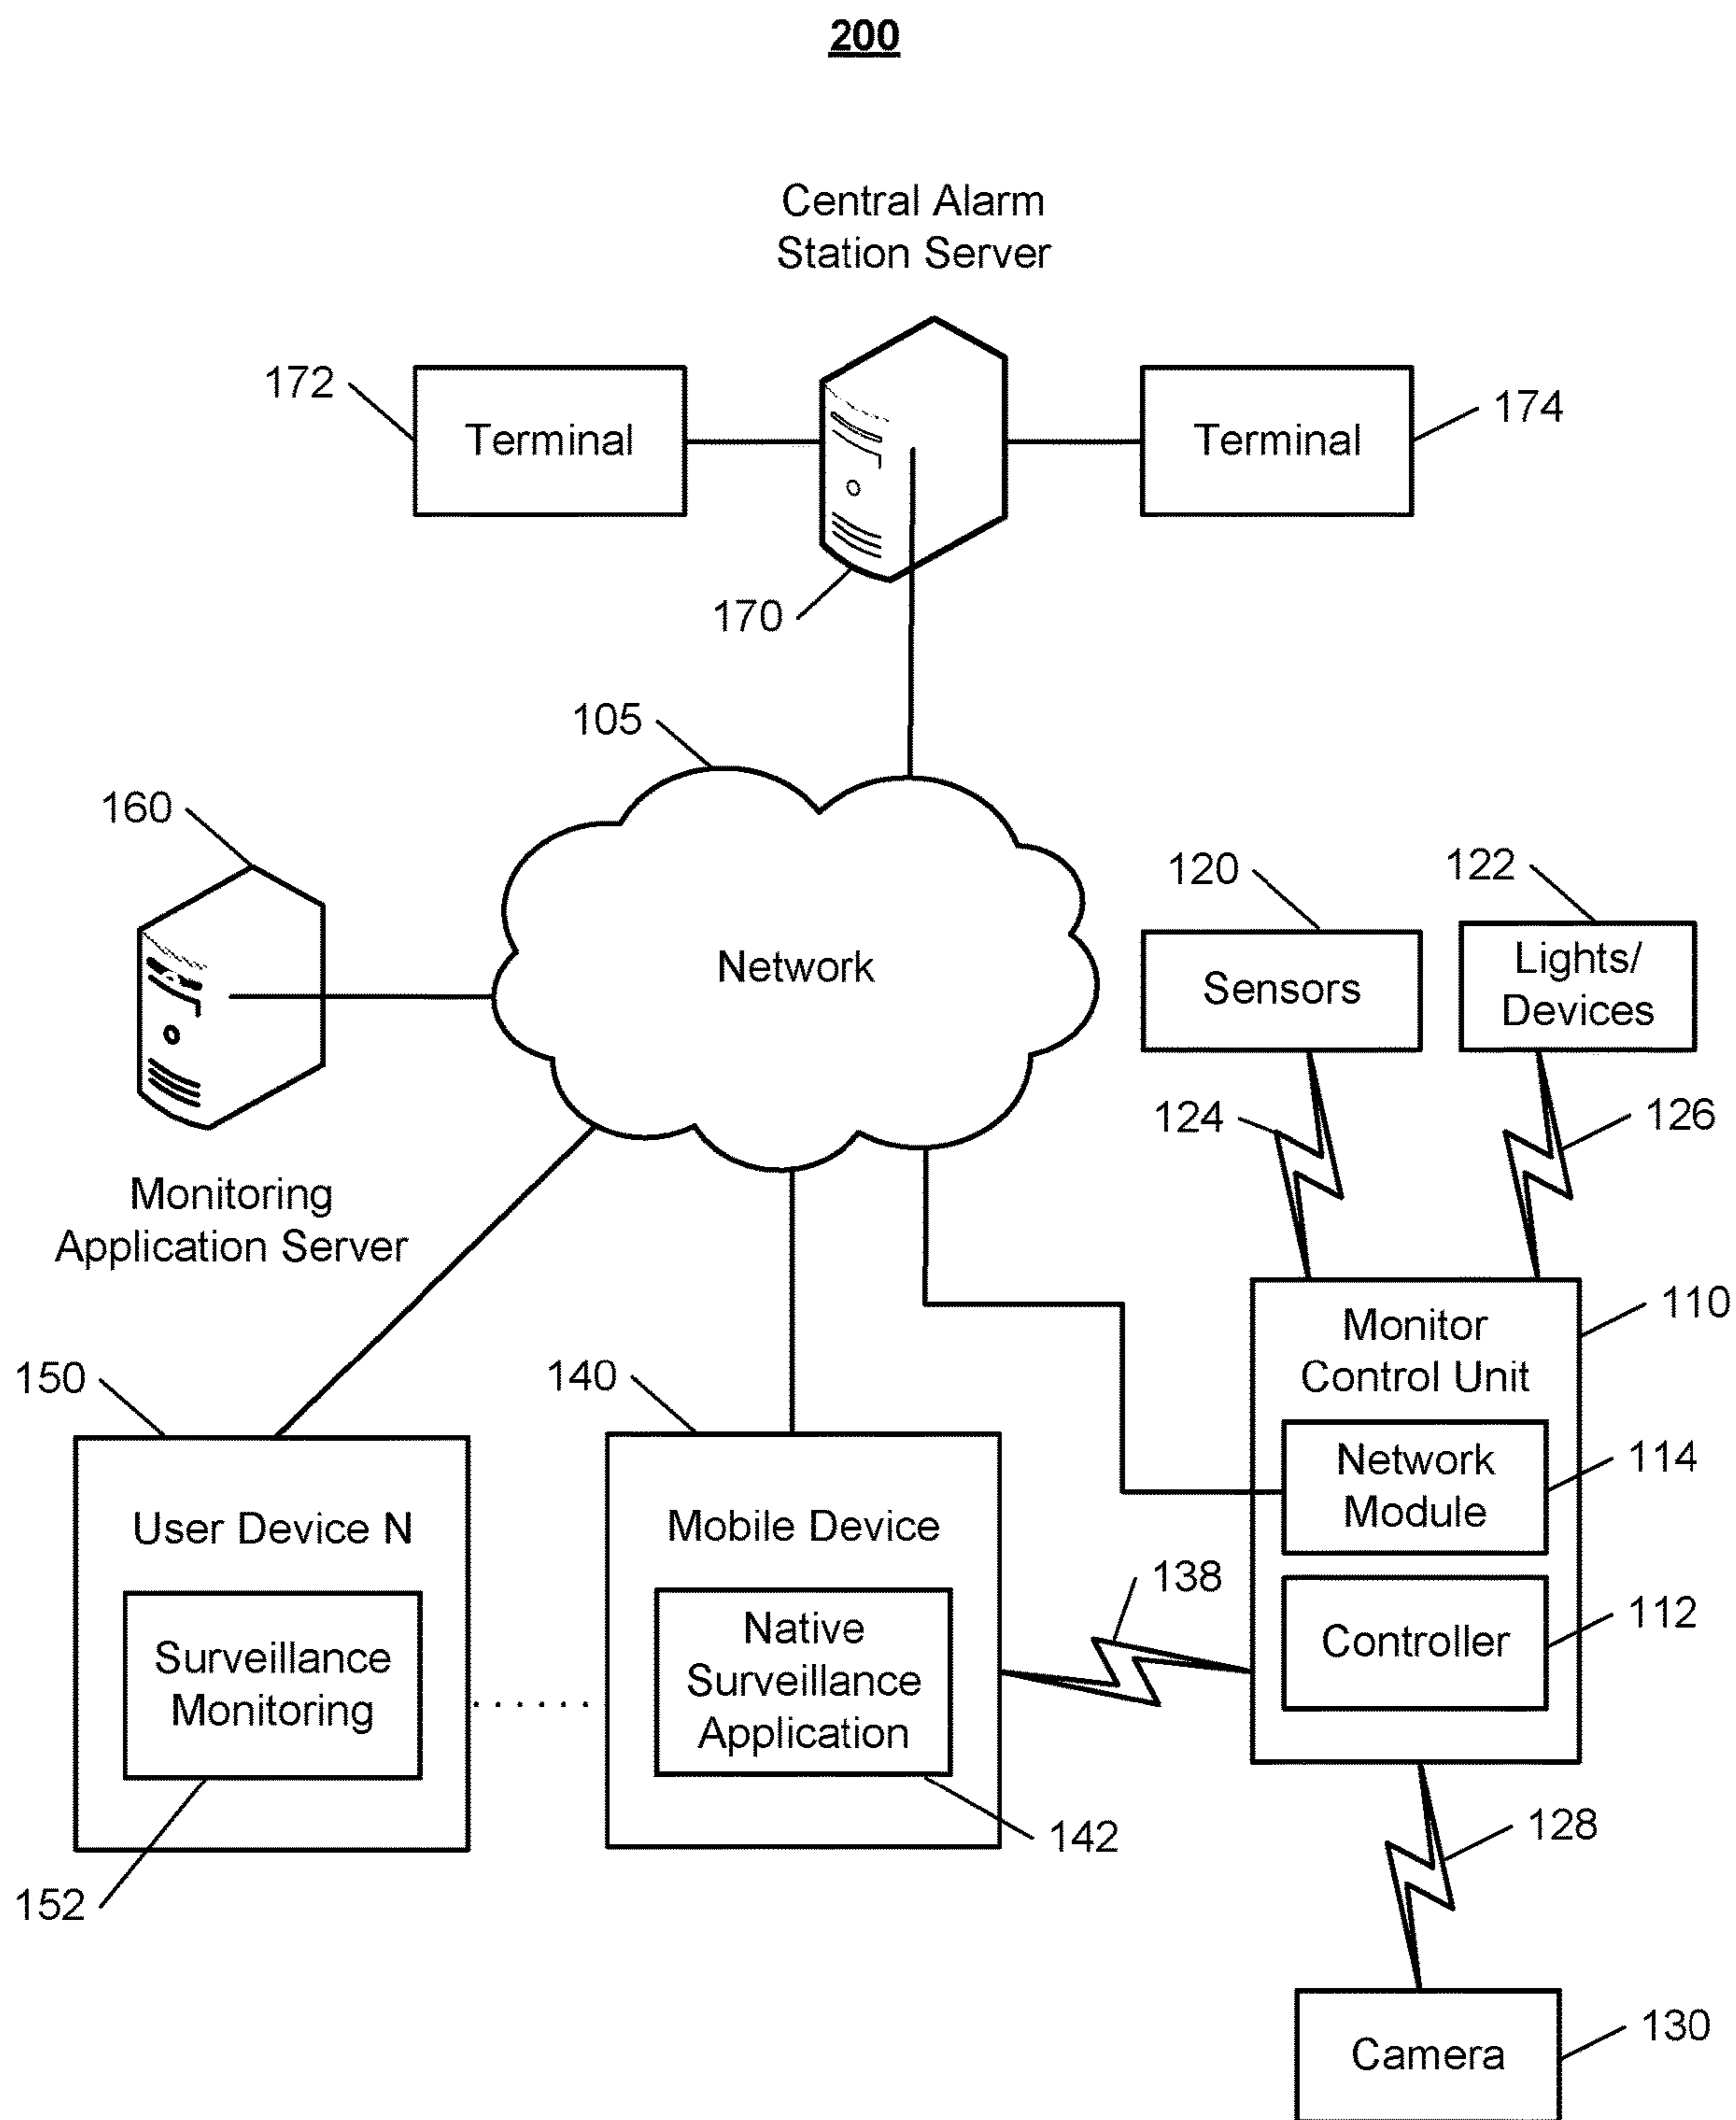 200
Central Alarm
Station Server
172
Terminal
Terminal
174
170
105
160
Network
120
122
Sensors
Lights/
Devices
124
126
Monitoring
Application Server
110
Monitor
Control Unit
150
140
Network
Module
114
User Device N
Mobile Device
138
112
Controller
Surveillance
Monitoring
Native
Surveillance
Application
142
128
152
Camera
130